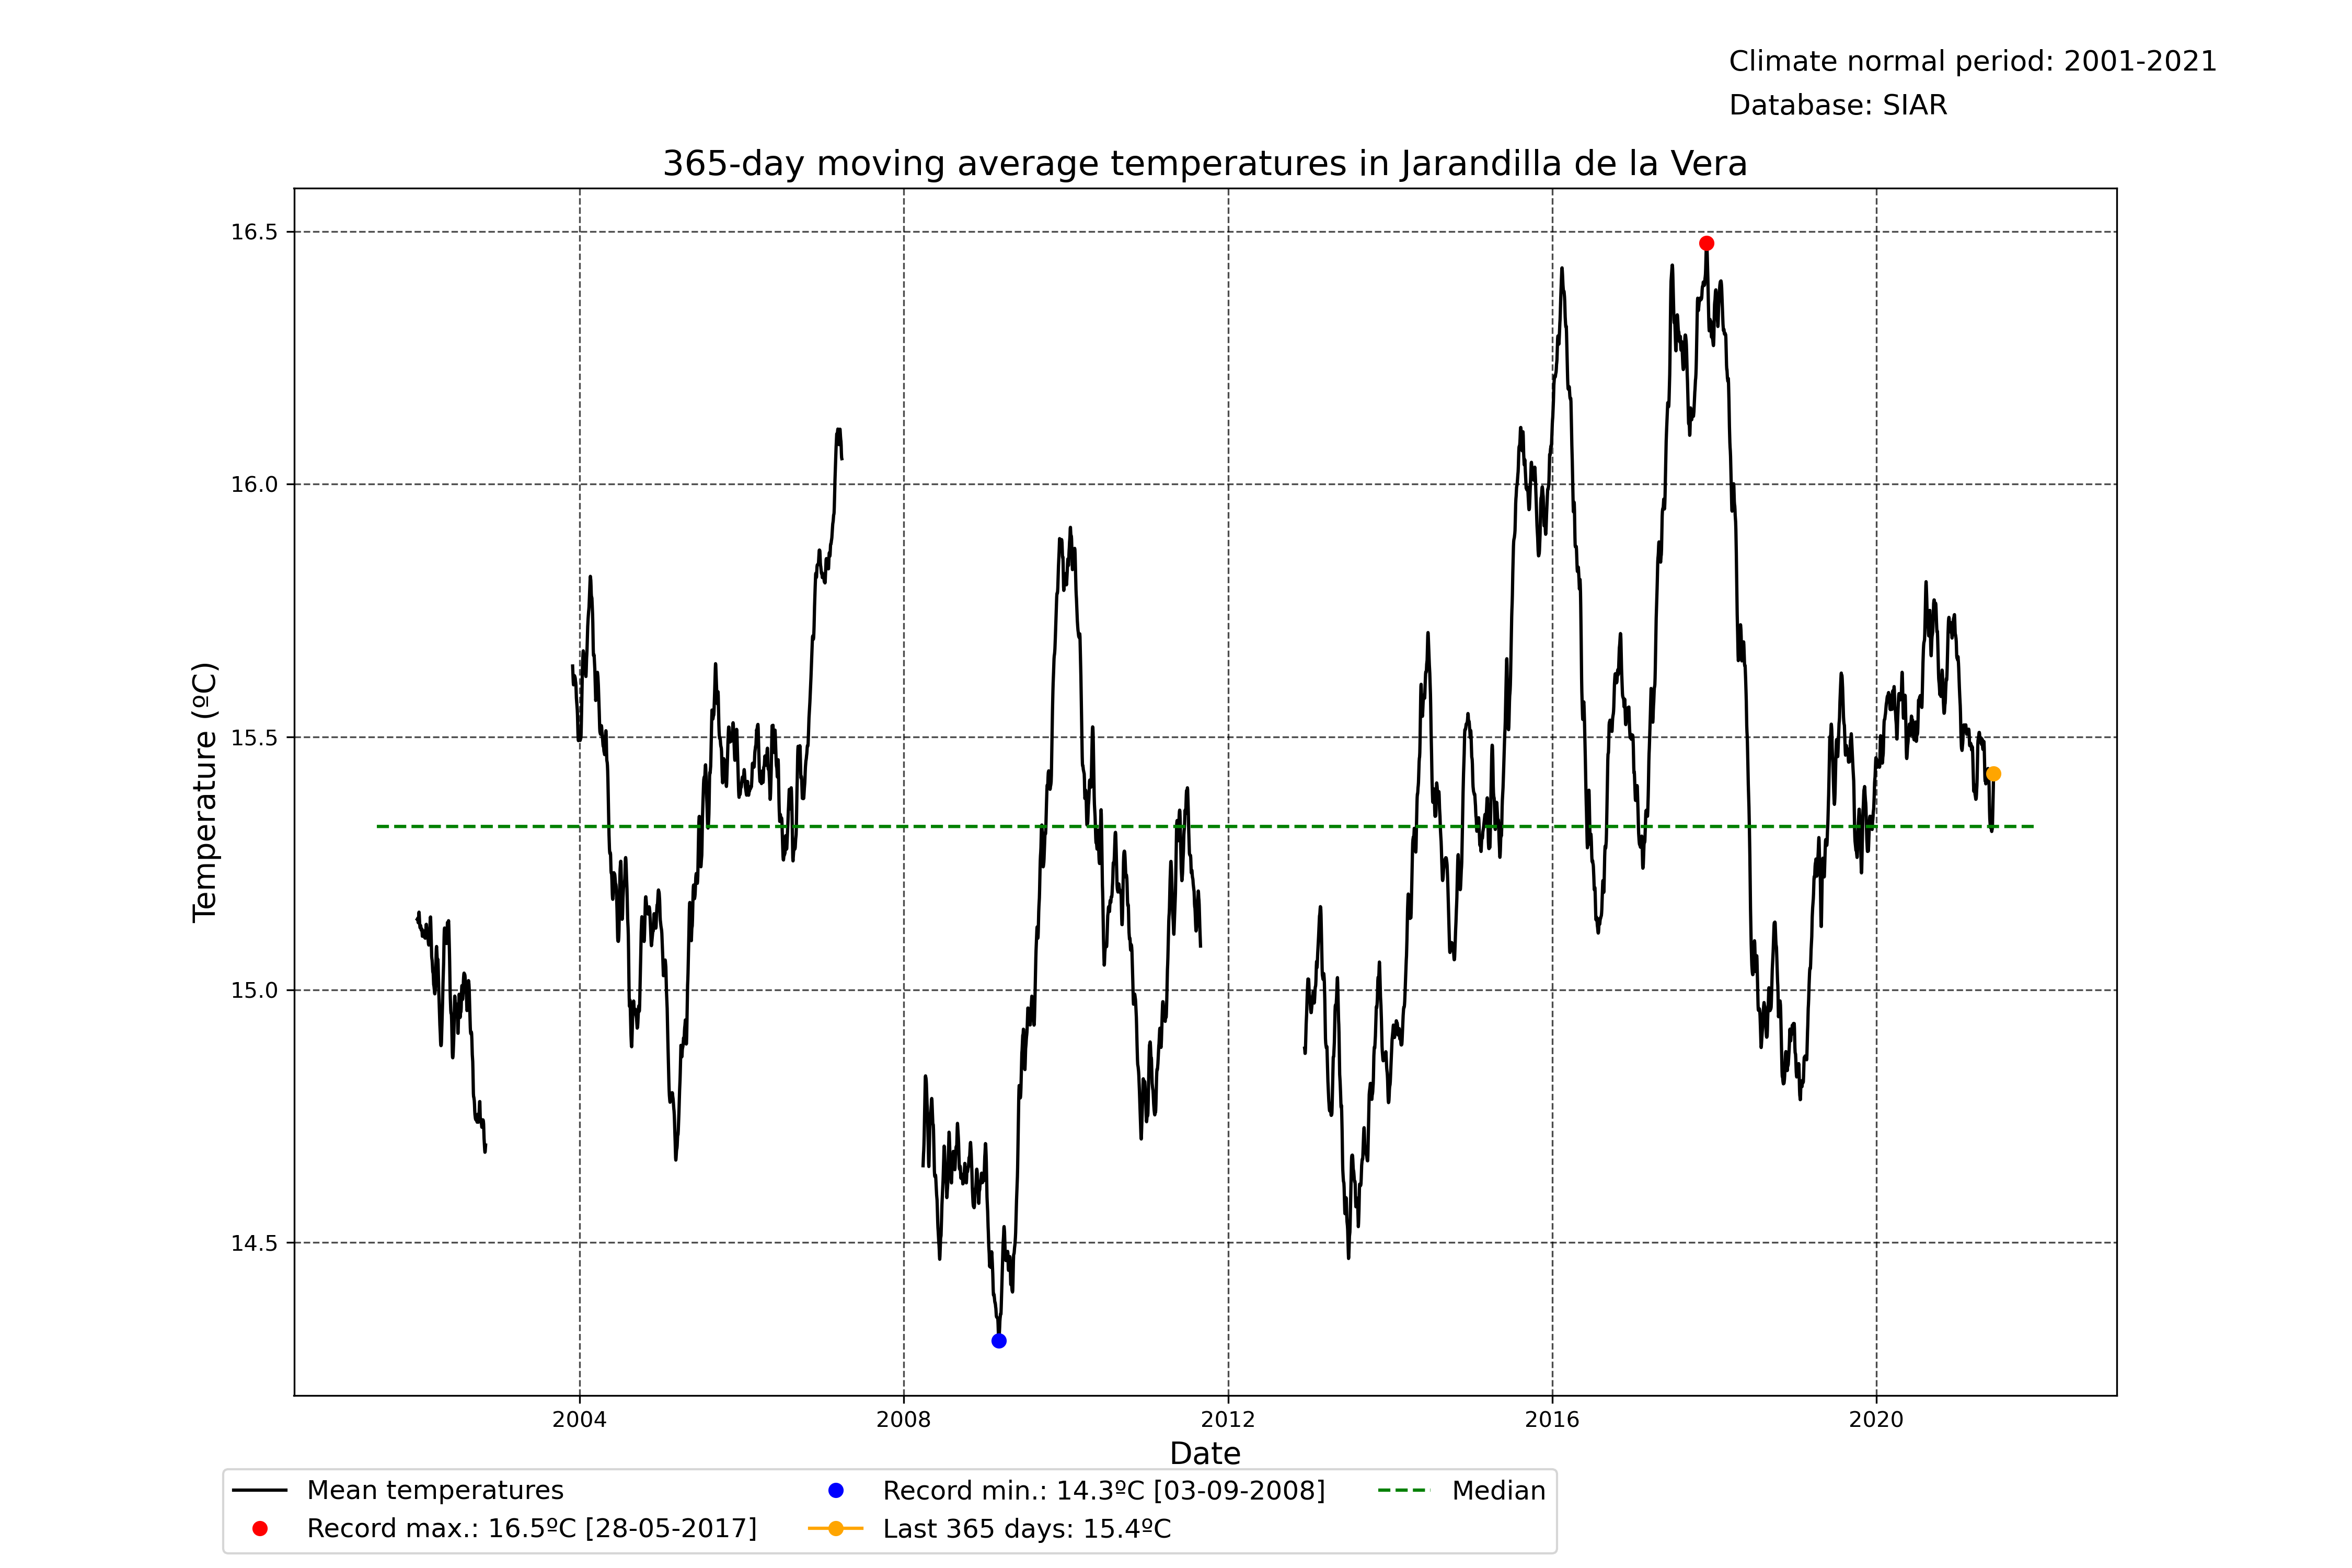 Climate normal period: 2001-2021
Database: SIAR
365-day moving average temperatures in Jarandilla de la Vera
16.5
16.0
15.5
15.0
14.5
Temperature (ºC)
2004 2008 2012 2016 2020
Date
Mean temperatures
Record max.: 16.5ºC [28-05-2017]
Record min.: 14.3ºC [03-09-2008]
Last 365 days: 15.4ºC
Median